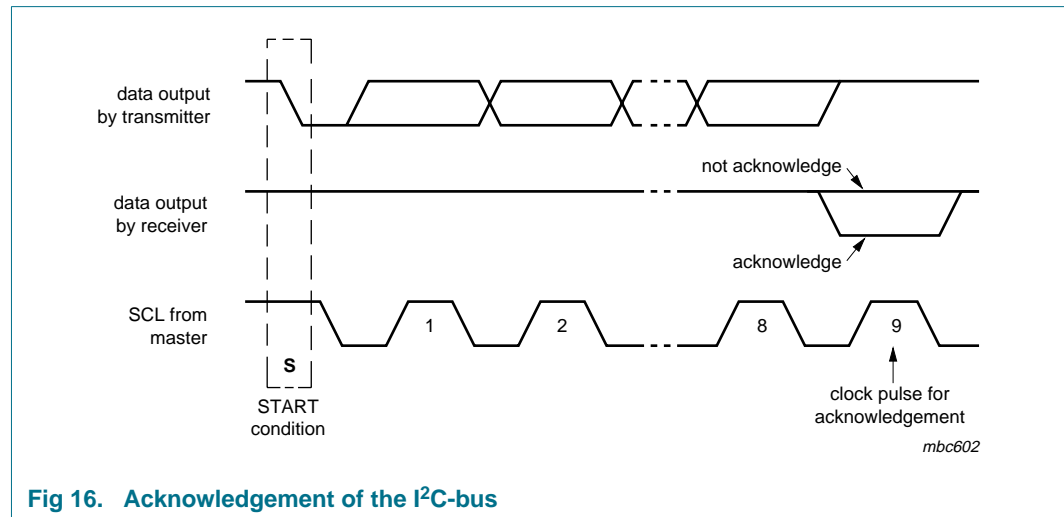 data output
by transmitter
not acknowledge
data output
by receiver
acknowledge
SCL from
master
1
2
8
9
S
START
condition
clock pulse for
acknowledgement
mbc602
Fig 16. Acknowledgement of the I²C-bus